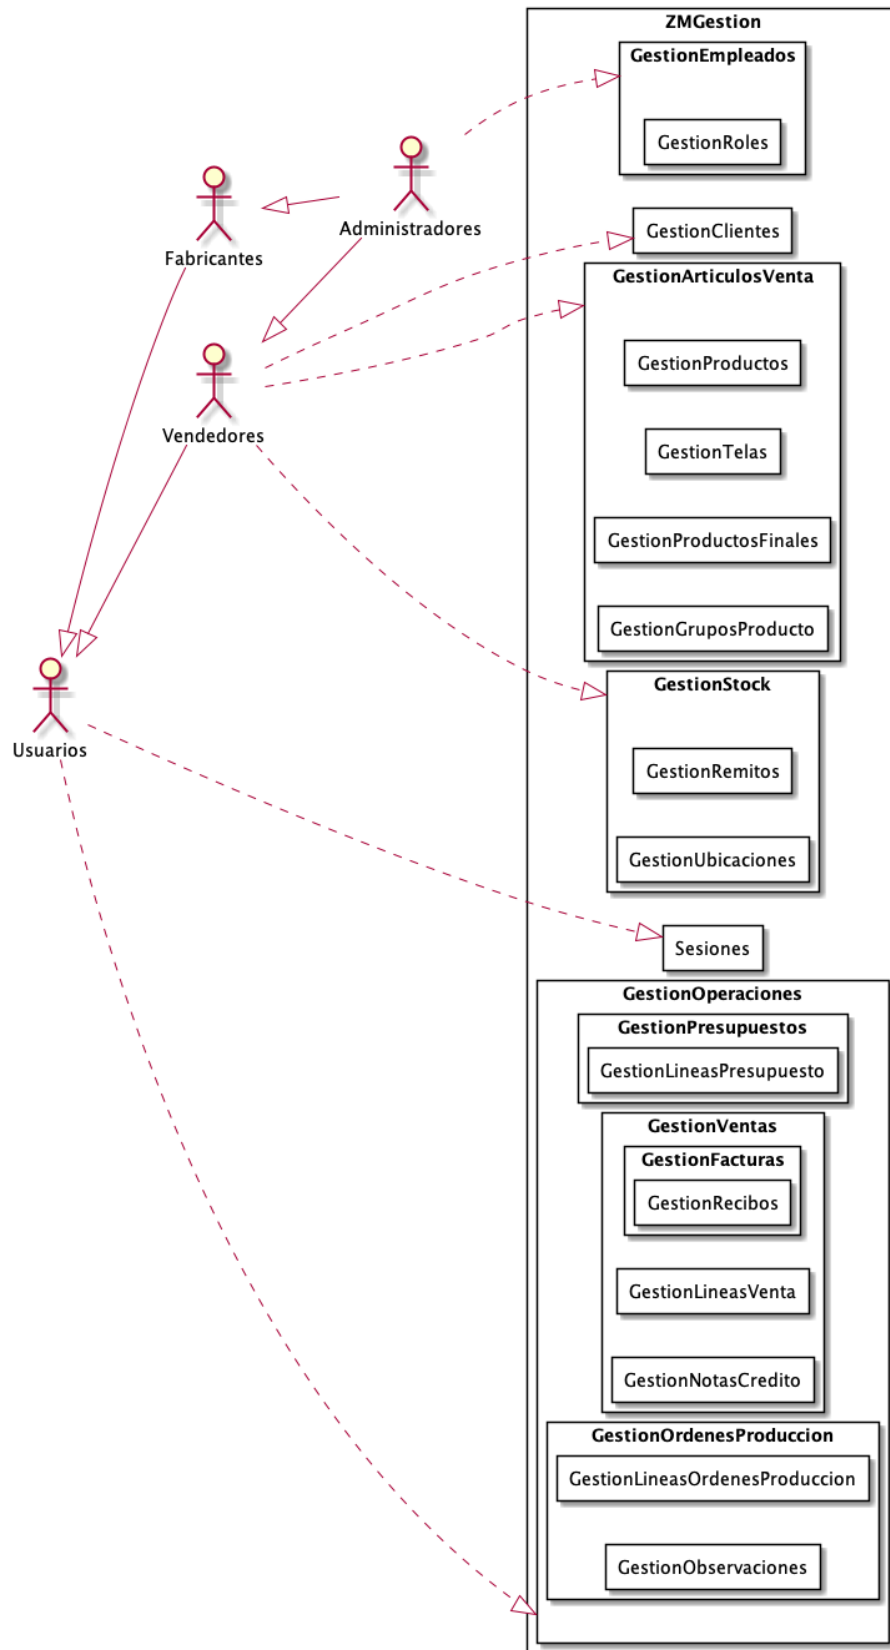 ZMGestion
GestionEmpleados
GestionRoles
Administradores
Fabricantes
GestionClientes
GestionArticulosVenta
GestionProductos
Vendedores
GestionTelas
GestionProductosFinales
GestionGruposProducto
GestionStock
Usuarios
GestionRemitos
GestionUbicaciones
Sesiones
GestionOperaciones
GestionPresupuestos
GestionLineasPresupuesto
GestionVentas
GestionFacturas
GestionRecibos
GestionLineasVenta
GestionNotasCredito
GestionOrdenesProduccion
GestionLineasOrdenesProduccion
GestionObservaciones